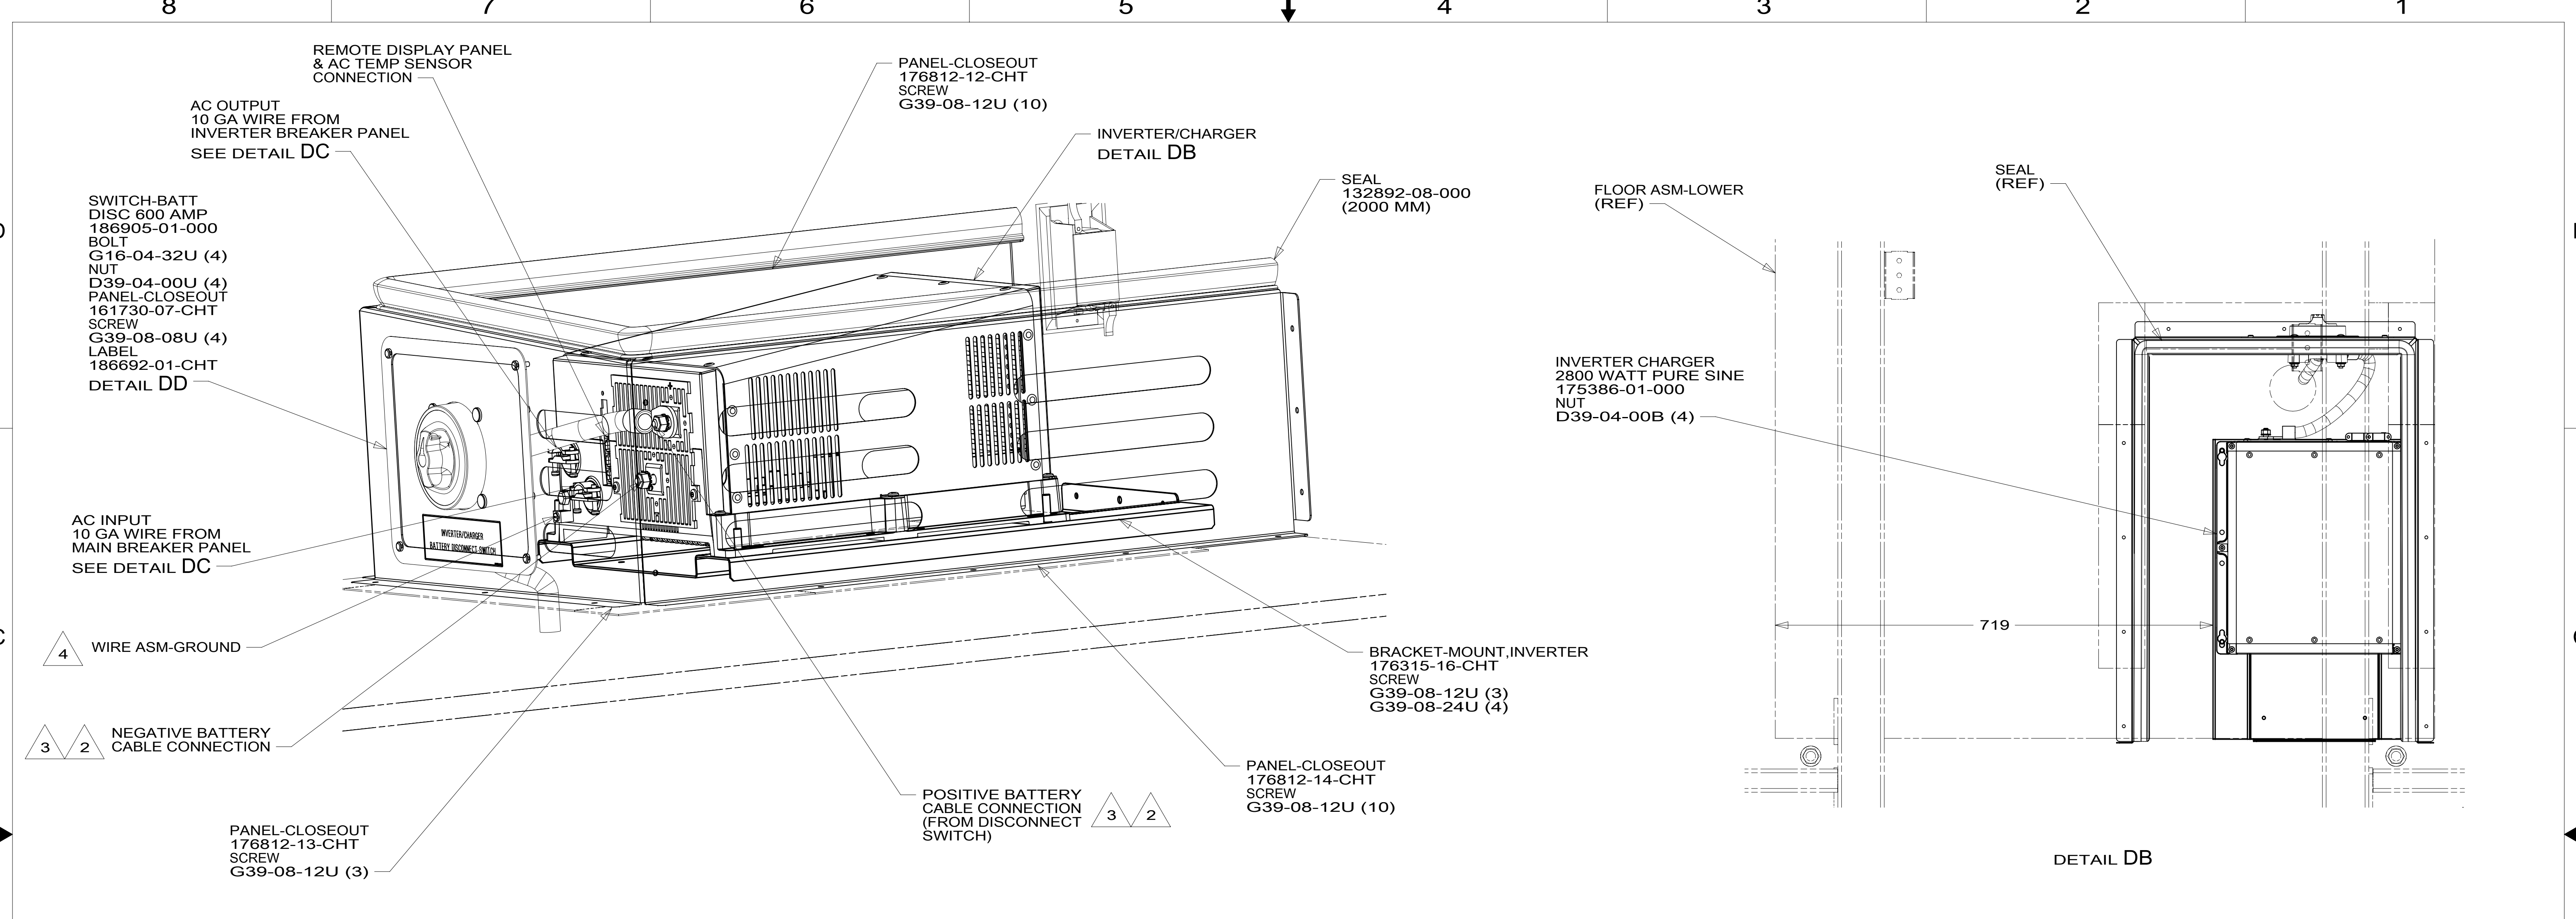 8 7 6 5 4 3 2 1
REMOTE DISPLAY PANEL
& AC TEMP SENSOR
CONNECTION
AC OUTPUT
10 GA WIRE FROM
INVERTER BREAKER PANEL
SEE DETAIL DC
SWITCH-BATT
DISC 600 AMP
186905-01-000
BOLT
G16-04-32U (4)
NUT
D39-04-00U (4)
PANEL-CLOSEOUT
161730-07-CHT
SCREW
G39-08-08U (4)
LABEL
186692-01-CHT
DETAIL DD
AC INPUT
10 GA WIRE FROM
MAIN BREAKER PANEL
SEE DETAIL DC
4 WIRE ASM-GROUND
3 2 NEGATIVE BATTERY
CABLE CONNECTION
PANEL-CLOSEOUT
176812-13-CHT
SCREW
G39-08-12U (3)
INVERTER/CHARGER
BATTERY DISCONNECT SWITCH
PANEL-CLOSEOUT
176812-12-CHT
SCREW
G39-08-12U (10)
INVERTER/CHARGER
DETAIL DB
SEAL
132892-08-000
(2000 MM)
BRACKET-MOUNT,INVERTER
176315-16-CHT
SCREW
G39-08-12U (3)
G39-08-24U (4)
PANEL-CLOSEOUT
176812-14-CHT
SCREW
G39-08-12U (10)
POSITIVE BATTERY
CABLE CONNECTION
(FROM DISCONNECT
SWITCH)
3 2
FLOOR ASM-LOWER
(REF)
SEAL
(REF)
INVERTER CHARGER
2800 WATT PURE SINE
175386-01-000
NUT
D39-04-00B (4)
719
DETAIL DB